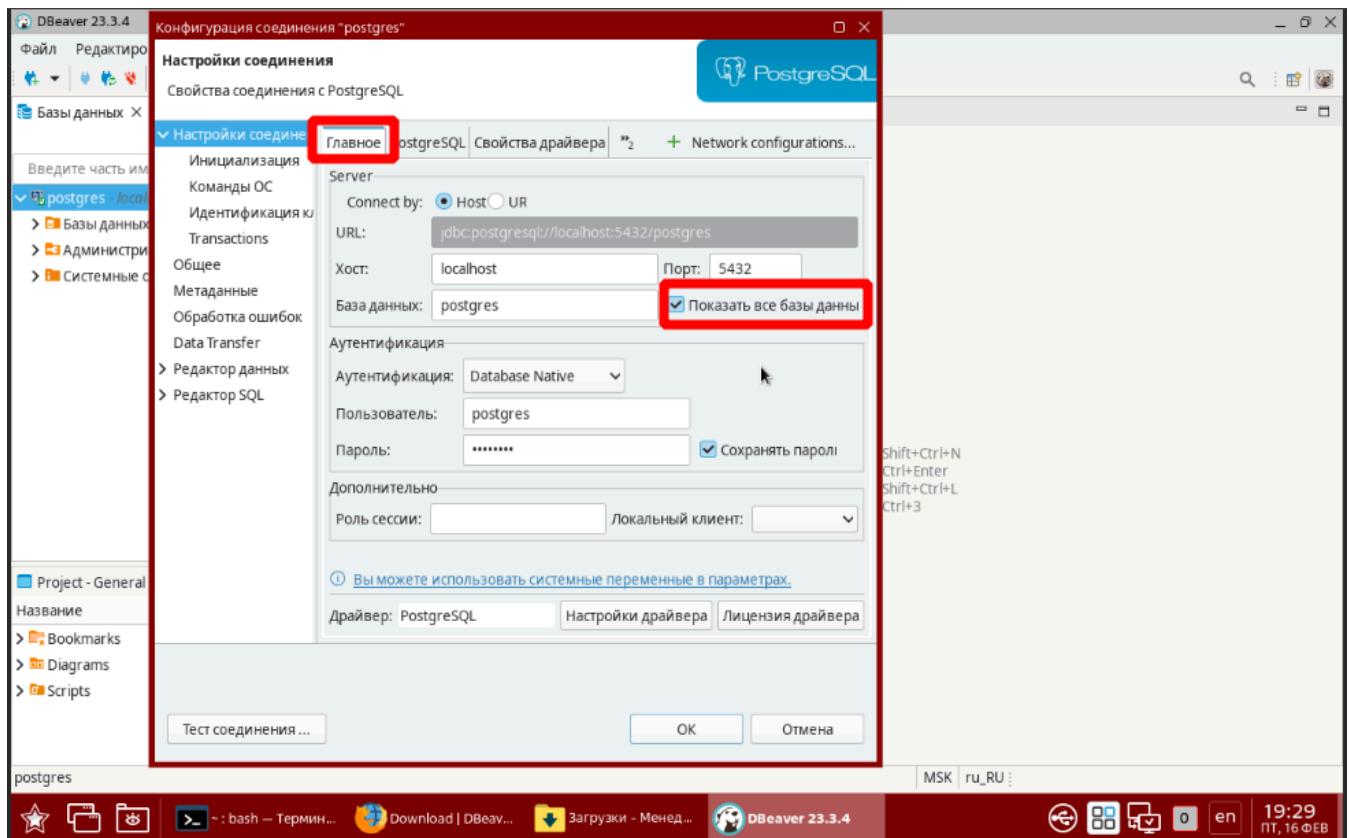 DBeaver 23.3.4
Файл Редактиро
Базы данных
Введите часть им
postgres - local
Базы данных
Администри
Системные с
Project - General
Название
Bookmarks
Diagrams
Scripts
Конфигурация соединения "postgres"
Настройки соединения
Свойства соединения с PostgreSQL
PostgreSQL
Настройки соедине
Инициализация
Команды ОС
Идентификация кл
Transactions
Общее
Метаданные
Обработка ошибок
Data Transfer
Редактор данных
Редактор SQL
Главное ostgreSQL Свойства драйвера »2 + Network configurations...
Server
Connect by: Host UR
URL: jdbc:postgresql://localhost:5432/postgres
Хост: localhost Порт: 5432
База данных: postgres Показать все базы данны
Аутентификация
Аутентификация: Database Native
Пользователь: postgres
Пароль: •••••••• Сохранять парол
Дополнительно
Роль сессии: Локальный клиент:
Вы можете использовать системные переменные в параметрах.
Драйвер: PostgreSQL Настройки драйвера Лицензия драйвера
Тест соединения ... ОК Отмена
Shift+Ctrl+N
Ctrl+Enter
Shift+Ctrl+L
Ctrl+3
postgres MSK ru_RU
~ : bash — Термин... Download | DBeav... Загрузки – Менед... DBeaver 23.3.4 0 en 19:29
ПТ, 16 ФЕВ